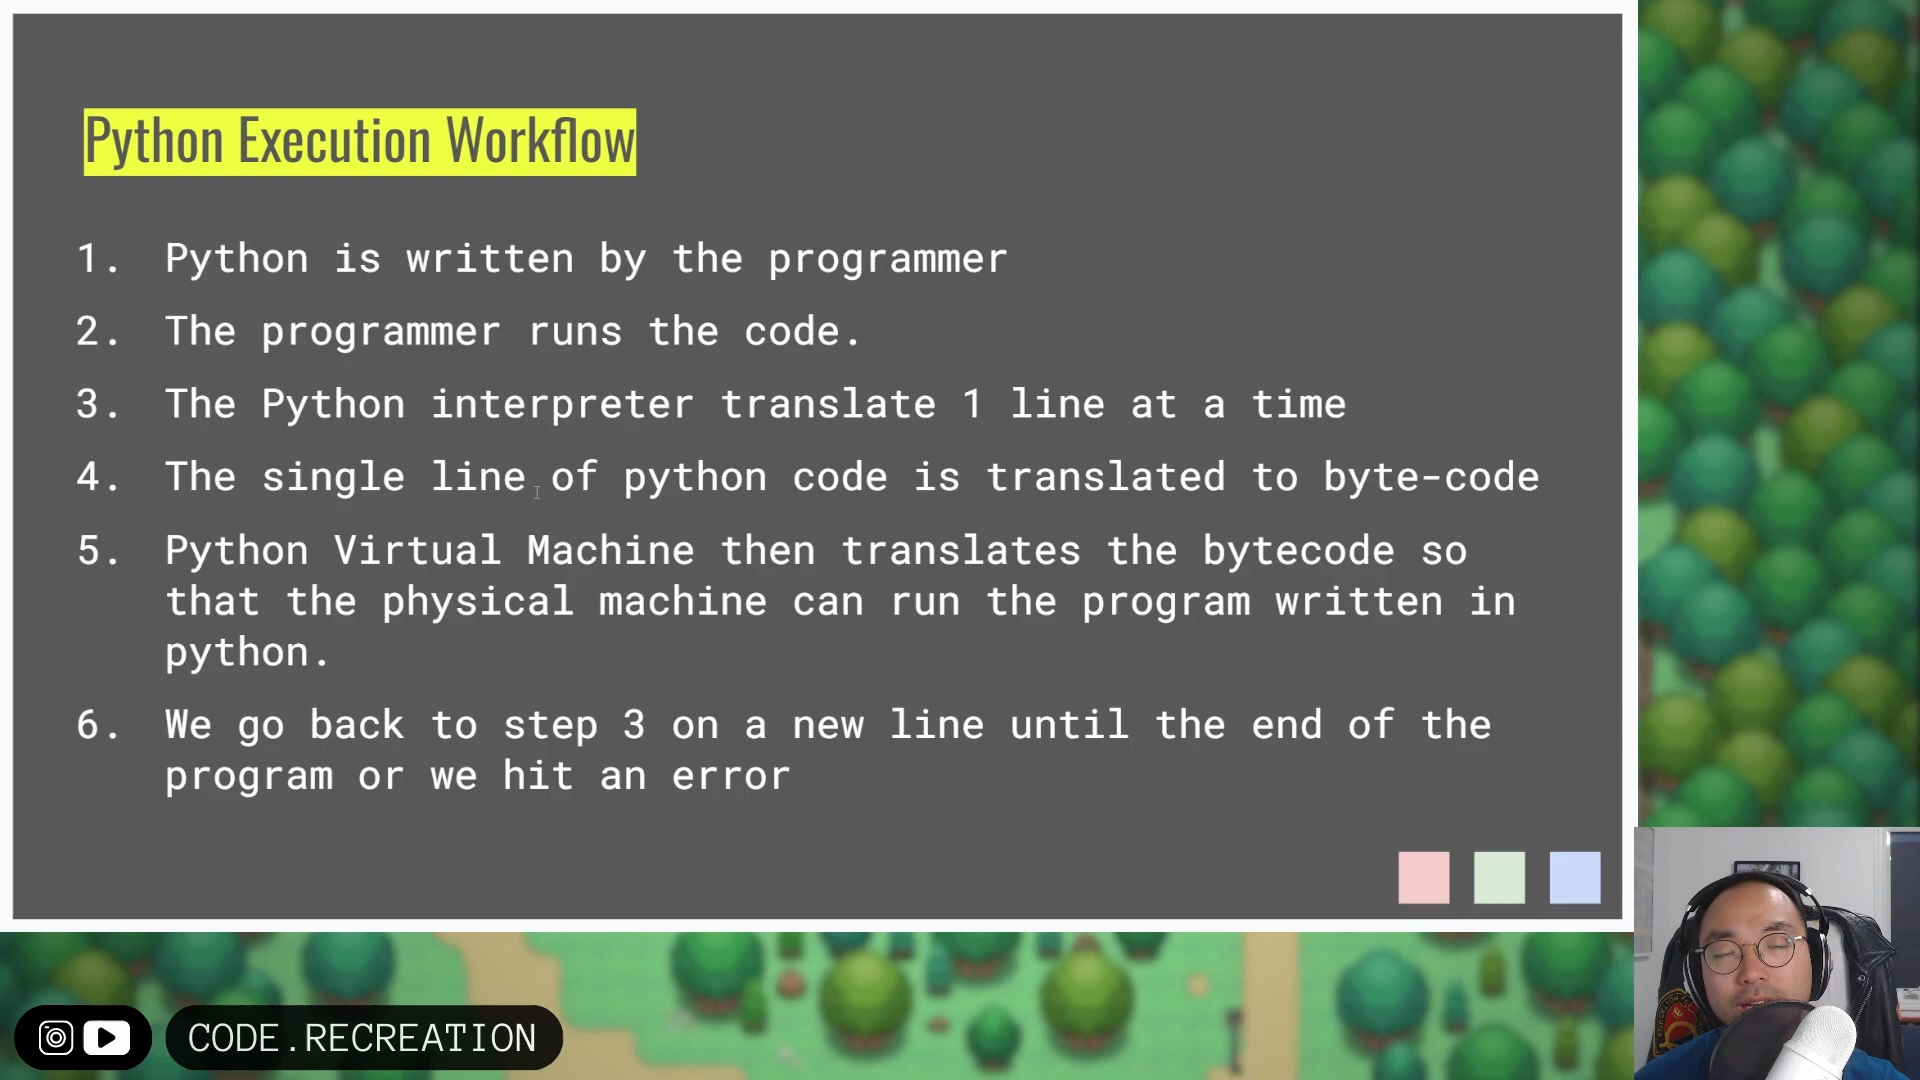 Python Execution Workflow
1. Python is written by the programmer
2. The programmer runs the code.
3. The Python interpreter translate 1 line at a time
4. The single line of python code is translated to byte-code
5. Python Virtual Machine then translates the bytecode so
that the physical machine can run the program written in
python.
6. We go back to step 3 on a new line until the end of the
program or we hit an error
CODE.RECREATION